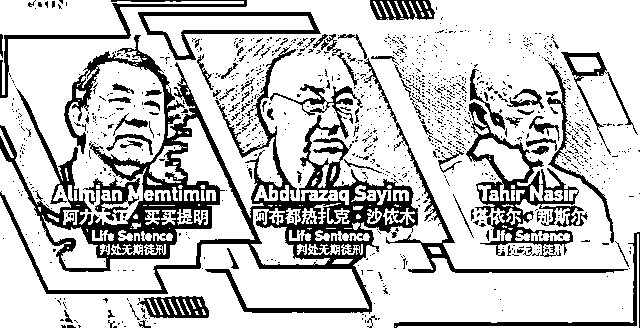 Alimjan Memtimin
阿力木江·买买提明
Life Sentence
判处无期徒刑
Abdurazaq Sayim
阿布都热扎克·沙依木
Life Sentence
判处无期徒刑
Tahir Nasir
塔依尔·那斯尔
Life Sentence
判处无期徒刑